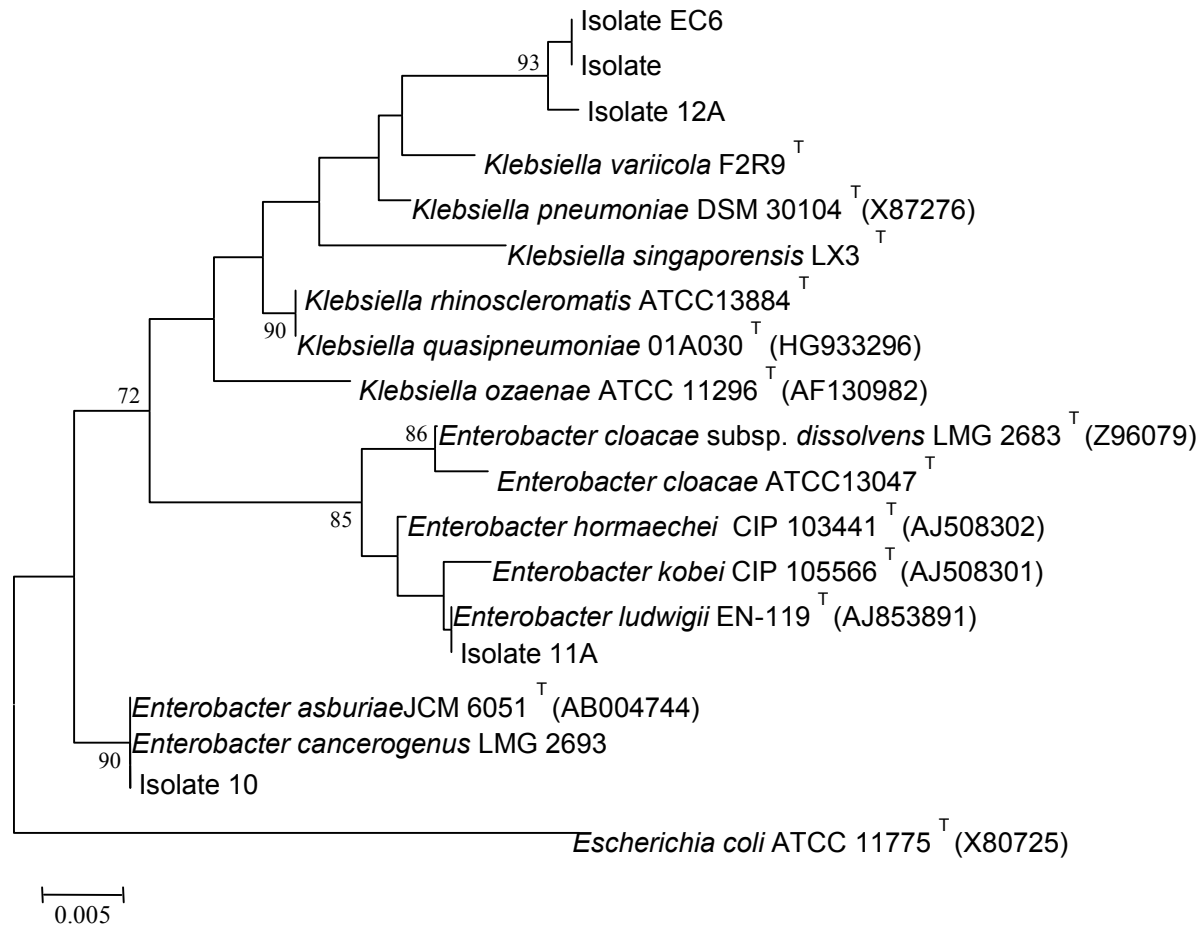 Isolate EC6
93
Isolate
Isolate 12A
Klebsiella variicola F2R9 T
Klebsiella pneumoniae DSM 30104 T (X87276)
Klebsiella singaporensis LX3 T
Klebsiella rhinoscleromatis ATCC13884 T
90
Klebsiella quasipneumoniae 01A030 T (HG933296)
Klebsiella ozaenae ATCC 11296 T (AF130982)
72
86
Enterobacter cloacae subsp. dissolvens LMG 2683 T (Z96079)
Enterobacter cloacae ATCC13047 T
85
Enterobacter hormaechei CIP 103441 T (AJ508302)
Enterobacter kobei CIP 105566 T (AJ508301)
Enterobacter ludwigii EN-119 T (AJ853891)
Isolate 11A
Enterobacter asburiaeJCM 6051 T (AB004744)
Enterobacter cancerogenus LMG 2693
90
Isolate 10
Escherichia coli ATCC 11775 T (X80725)
0.005